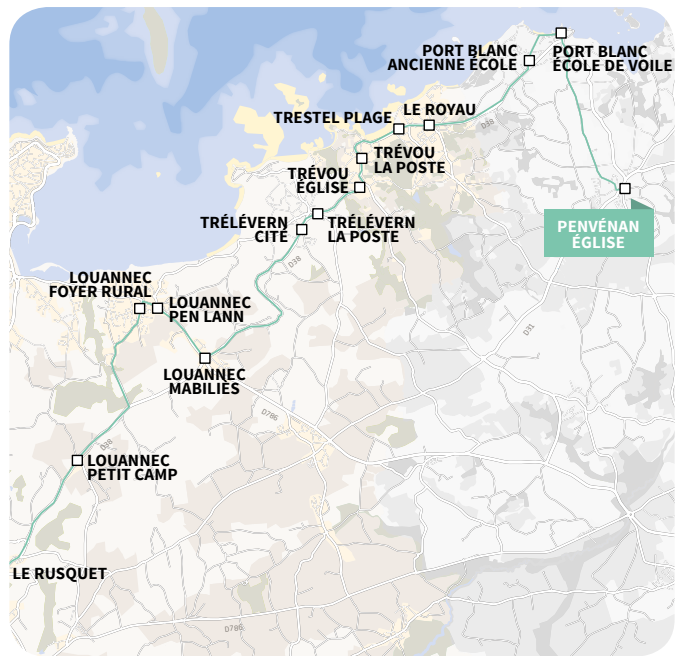 PORT BLANC
ANCIENNE ÉCOLE
PORT BLANC
ÉCOLE DE VOILE
TRESTEL PLAGE
LE ROYAU
D38
TRÉVOU
LA POSTE
TRÉVOU
ÉGLISE
TRÉLÉVERN
CITÉ
TRÉLÉVERN
LA POSTE
PENVÉNAN
ÉGLISE
D38
LOUANNEC
FOYER RURAL
LOUANNEC
PEN LANN
D31
LOUANNEC
MABILIÈS
D786
D38
LOUANNEC
PETIT CAMP
LE RUSQUET
D786